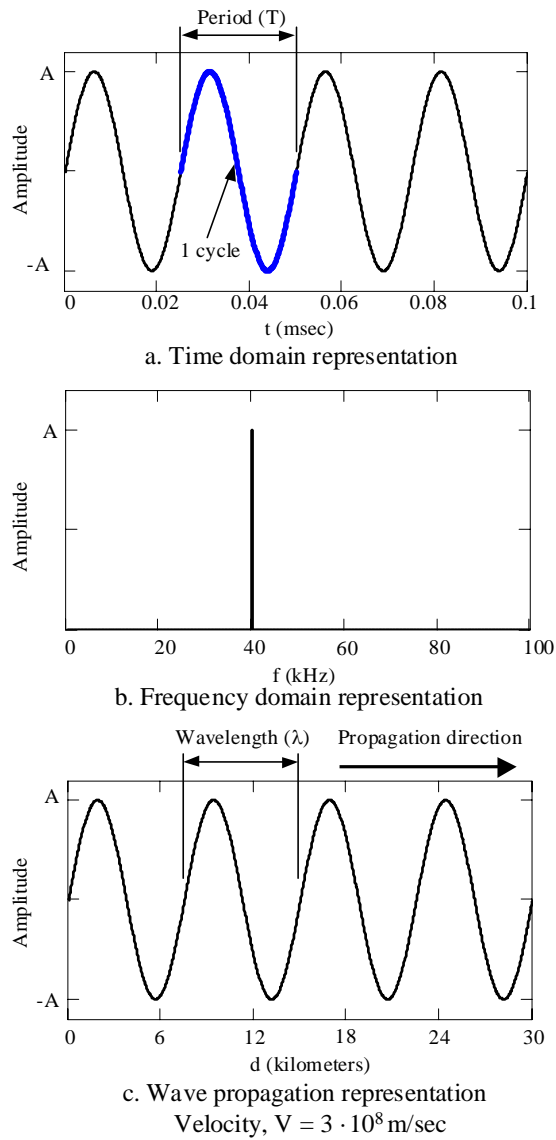 Period (T)
A
Amplitude
1 cycle
-A
0 0.02 0.04 0.06 0.08 0.1
t (msec)
a. Time domain representation
A
Amplitude
0 20 40 60 80 100
f (kHz)
b. Frequency domain representation
Wavelength (λ) Propagation direction
A
Amplitude
-A
0 6 12 18 24 30
d (kilometers)
c. Wave propagation representation
Velocity, V = 3 · 10⁸ m/sec